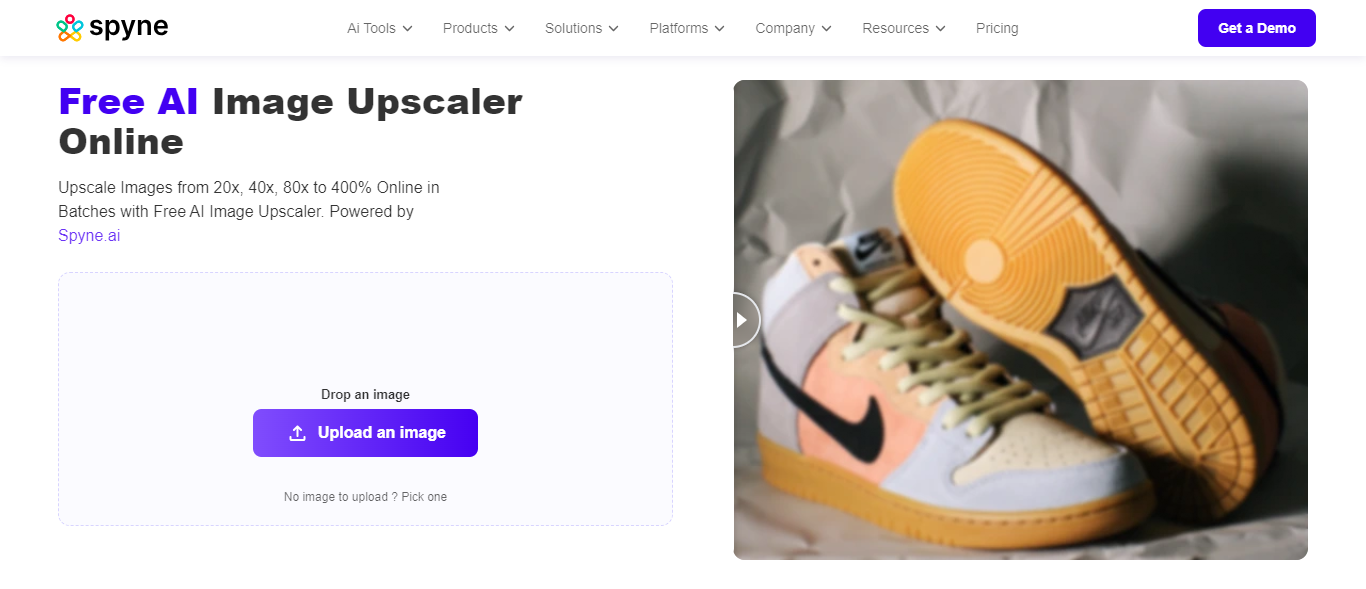 spyne
Ai Tools
Products
Solutions
Platforms
Company
Resources
Pricing
Get a Demo
Free AI Image Upscaler
Online
Upscale Images from 20x, 40x, 80x to 400% Online in
Batches with Free AI Image Upscaler. Powered by
Spyne.ai
Drop an image
Upload an image
No image to upload ? Pick one